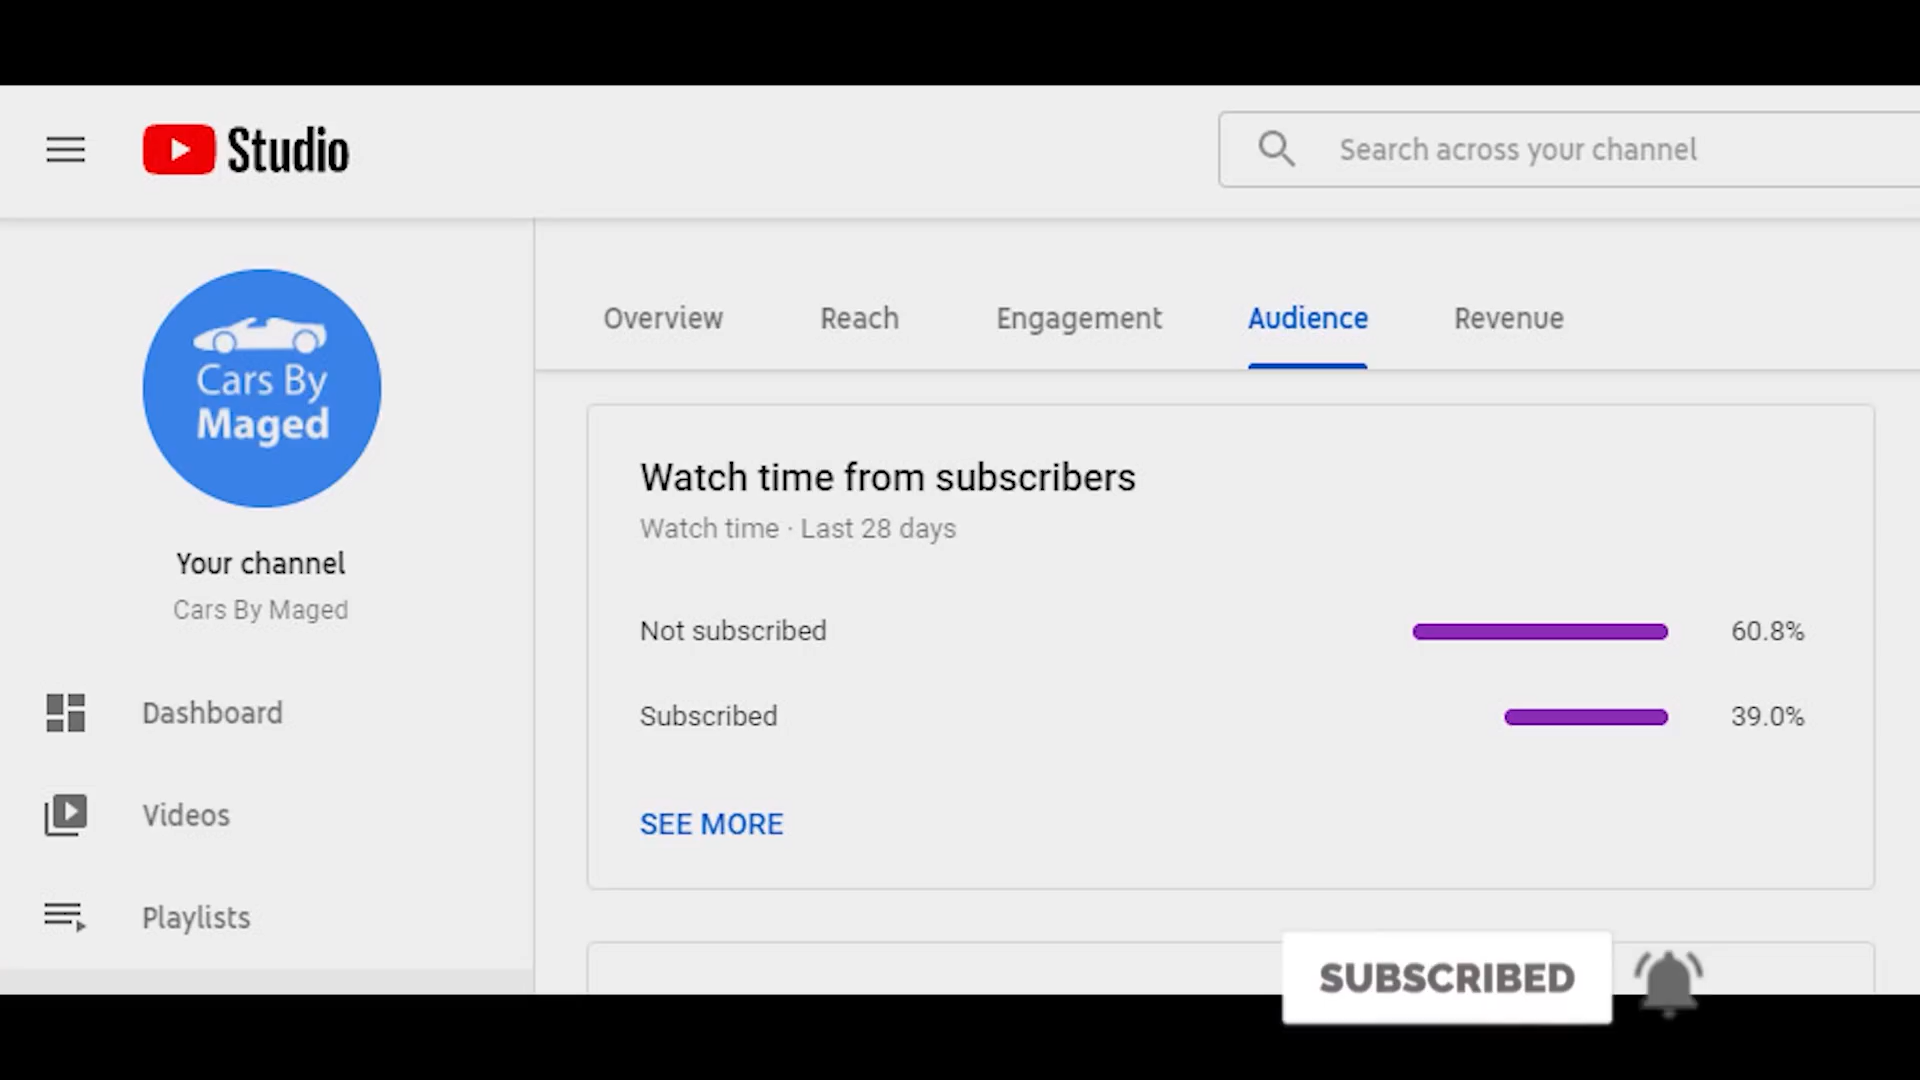 Studio
Search across your channel
Cars By
Maged
Your channel
Cars By Maged
Dashboard
Videos
Playlists
Overview
Reach
Engagement
Audience
Revenue
Watch time from subscribers
Watch time · Last 28 days
Not subscribed
60.8%
Subscribed
39.0%
SEE MORE
SUBSCRIBED